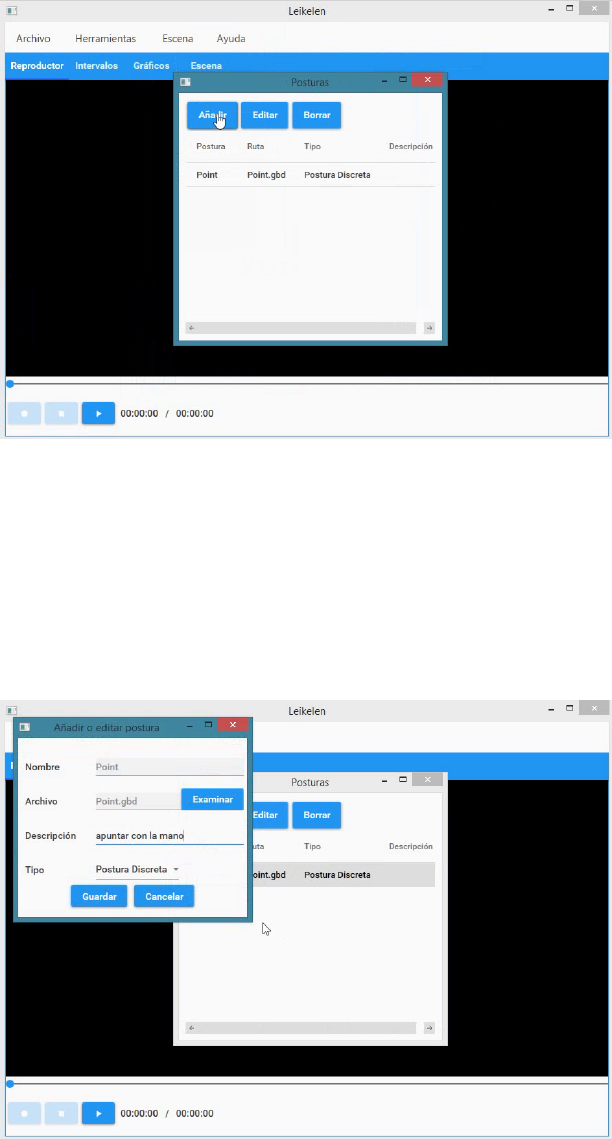 Leikelen
Archivo Herramientas Escena Ayuda
Reproductor Intervalos Gráficos Escena
Posturas
Añadir Editar Borrar
Postura Ruta Tipo Descripción
Point Point.gbd Postura Discreta
00:00:00 / 00:00:00
Leikelen
Añadir o editar postura
Nombre Point
Archivo Point.gbd Examinar
Descripción apuntar con la mano
Tipo Postura Discreta
Guardar Cancelar
Posturas
Editar Borrar
uta Tipo Descripción
oint.gbd Postura Discreta
00:00:00 / 00:00:00